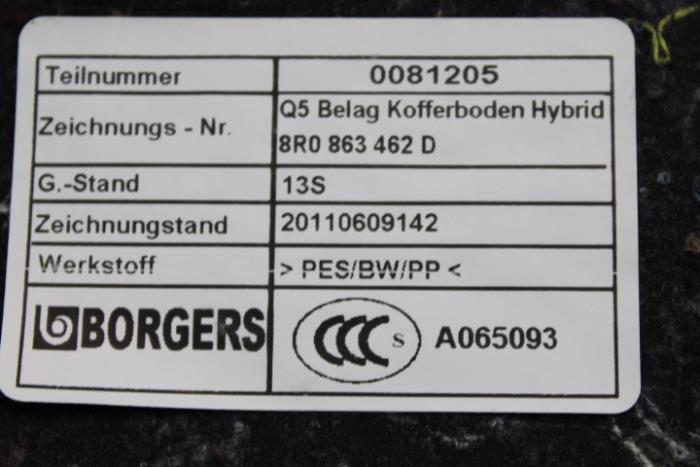 Teilnummer 0081205
Zeichnungs - Nr. Q5 Belag Kofferboden Hybrid
8R0 863 462 D
G.-Stand 13S
Zeichnungstand 20110609142
Werkstoff > PES/BW/PP <
BORGERS CCC S A065093